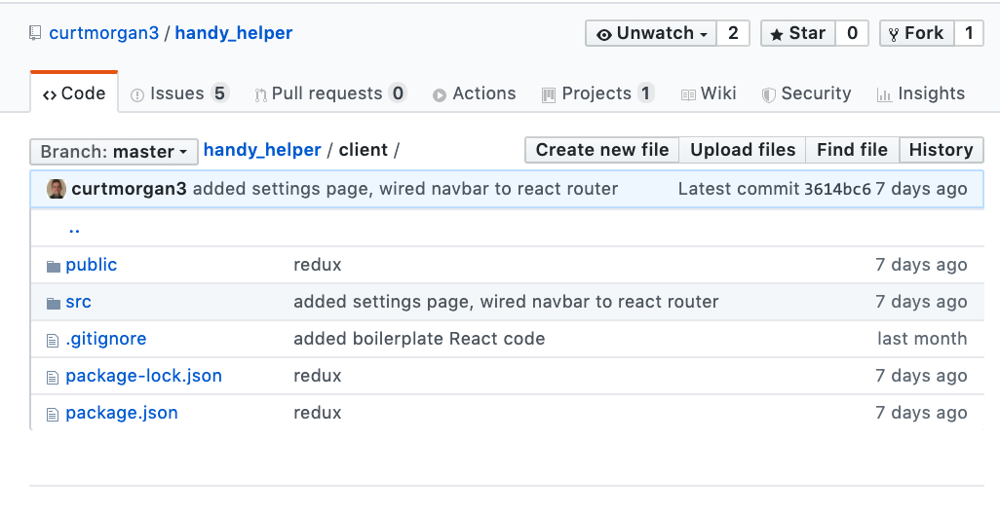 curtmorgan3 / handy_helper Unwatch 2 Star 0 Fork 1
Code Issues 5 Pull requests 0 Actions Projects 1 Wiki Security Insights
Branch: master handy_helper / client / Create new file Upload files Find file History
curtmorgan3 added settings page, wired navbar to react router Latest commit 3614bc6 7 days ago
..
public redux 7 days ago
src added settings page, wired navbar to react router 7 days ago
.gitignore added boilerplate React code last month
package-lock.json redux 7 days ago
package.json redux 7 days ago